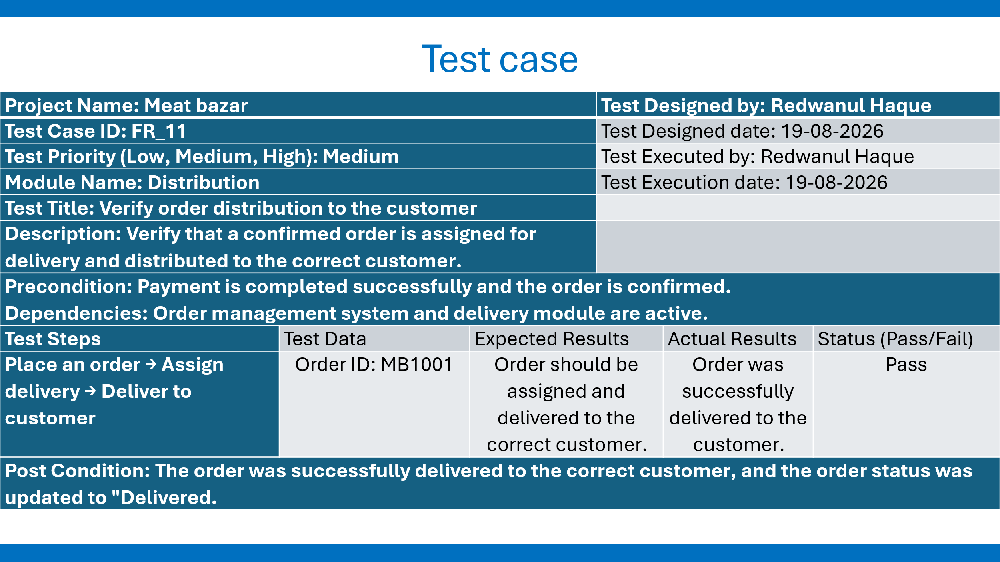 Test case
Project Name: Meat bazar
Test Designed by: Redwanul Haque
Test Case ID: FR_11
Test Designed date: 19-08-2026
Test Priority (Low, Medium, High): Medium
Test Executed by: Redwanul Haque
Module Name: Distribution
Test Execution date: 19-08-2026
Test Title: Verify order distribution to the customer
Description: Verify that a confirmed order is assigned for
delivery and distributed to the correct customer.
Precondition: Payment is completed successfully and the order is confirmed.
Dependencies: Order management system and delivery module are active.
Test Steps
Test Data
Expected Results
Actual Results
Status (Pass/Fail)
Place an order → Assign
delivery → Deliver to
customer
Order ID: MB1001
Order should be
assigned and
delivered to the
correct customer.
Order was
successfully
delivered to the
customer.
Pass
Post Condition: The order was successfully delivered to the correct customer, and the order status was
updated to "Delivered.